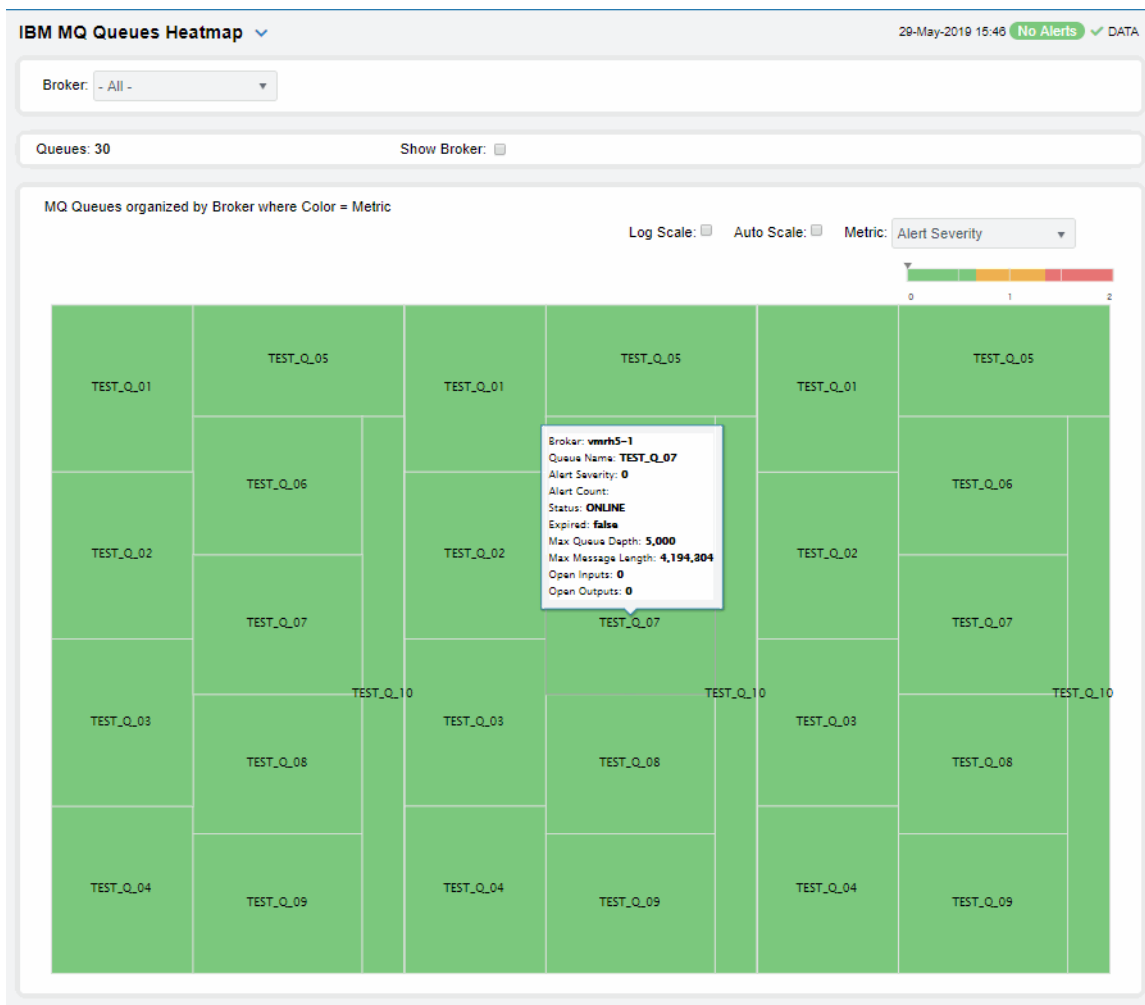 IBM MQ Queues Heatmap
29-May-2019 15:46 No Alerts DATA
Broker: - All -
Queues: 30 Show Broker:
MQ Queues organized by Broker where Color = Metric
Log Scale: Auto Scale: Metric: Alert Severity
0 1 2
TEST_Q_05 TEST_Q_05 TEST_Q_05
TEST_Q_01 TEST_Q_01 TEST_Q_01
Broker: vmrh5-1
Queue Name: TEST_Q_07
Alert Severity: 0
Alert Count:
Status: ONLINE
Expired: false
Max Queue Depth: 5,000
Max Message Length: 4,194,304
Open Inputs: 0
Open Outputs: 0
TEST_Q_06 TEST_Q_06
TEST_Q_02 TEST_Q_02 TEST_Q_02
TEST_Q_07 TEST_Q_07 TEST_Q_07
TEST_Q_10 TEST_Q_10 TEST_Q_10
TEST_Q_03 TEST_Q_03 TEST_Q_03
TEST_Q_08 TEST_Q_08 TEST_Q_08
TEST_Q_04 TEST_Q_04 TEST_Q_04
TEST_Q_09 TEST_Q_09 TEST_Q_09